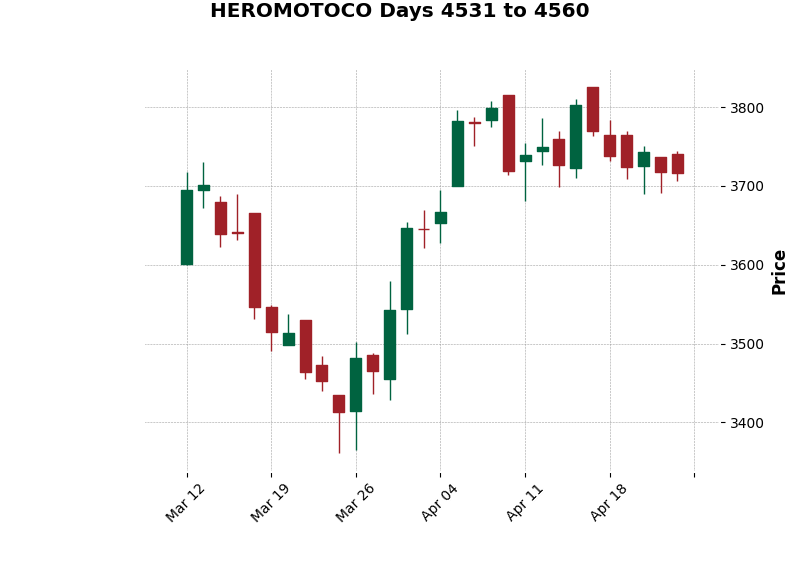 HEROMOTOCO Days 4531 to 4560
3800
3700
3600
3500
3400
Price
Mar 12
Mar 19
Mar 26
Apr 04
Apr 11
Apr 18